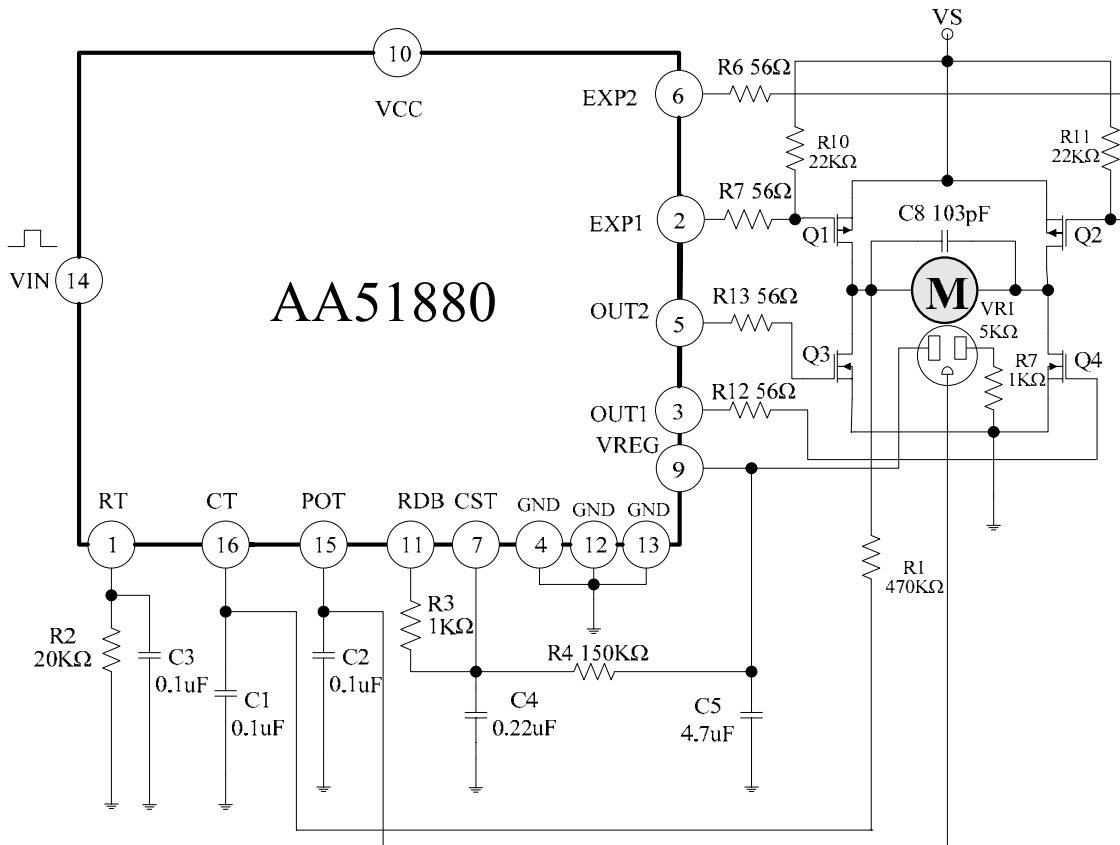 VS
10
VCC
R6 56Ω
EXP2
6
R10
22KΩ
R11
22KΩ
R7 56Ω
EXP1
2
C8 103pF
Q1
Q2
VIN
14
AA51880
M
OUT2
5
R13 56Ω
VR1
5KΩ
Q3
Q4
R7
1KΩ
R12 56Ω
OUT1
3
VREG
9
RT
CT
POT
RDB
CST
GND
GND
GND
1
16
15
11
7
4
12
13
R1
470KΩ
R3
1KΩ
R2
20KΩ
C3
0.1uF
C1
0.1uF
C2
0.1uF
R4 150KΩ
C4
0.22uF
C5
4.7uF